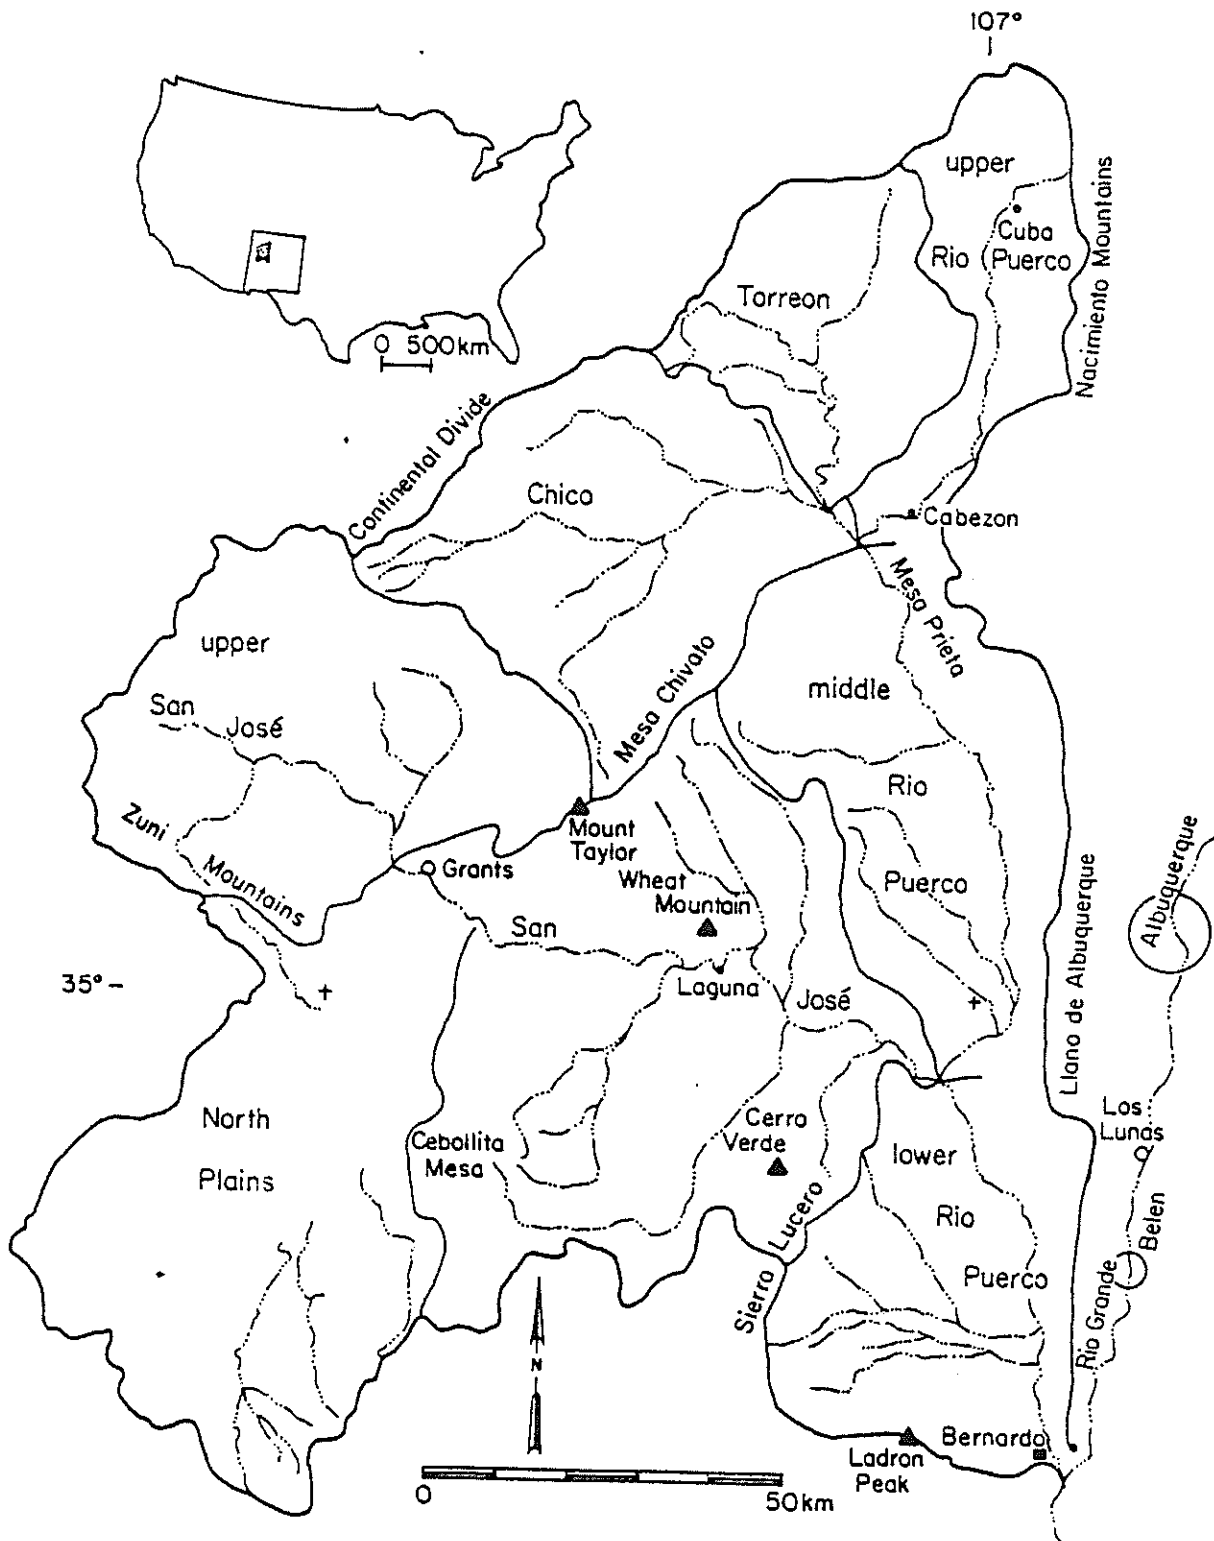 107°
upper
Cuba
Rio
Puerco
Nacimiento Mountains
Torreon
0 500km
Continental Divide
Chico
Cabezon
Mesa Prieta
upper
San
José
Mesa Chivato
middle
Rio
Puerco
Zuni
Mountains
Mount
Taylor
Grants
Wheat
Mountain
San
Laguna
José
35°
Llano de Albuquerque
Albuquerque
North
Plains
Cebollita
Mesa
Cerro
Verde
Los
Lunas
lower
Rio
Puerco
Sierro Lucero
Belen
Rio Grande
N
Bernardo
Ladron
Peak
0
50km